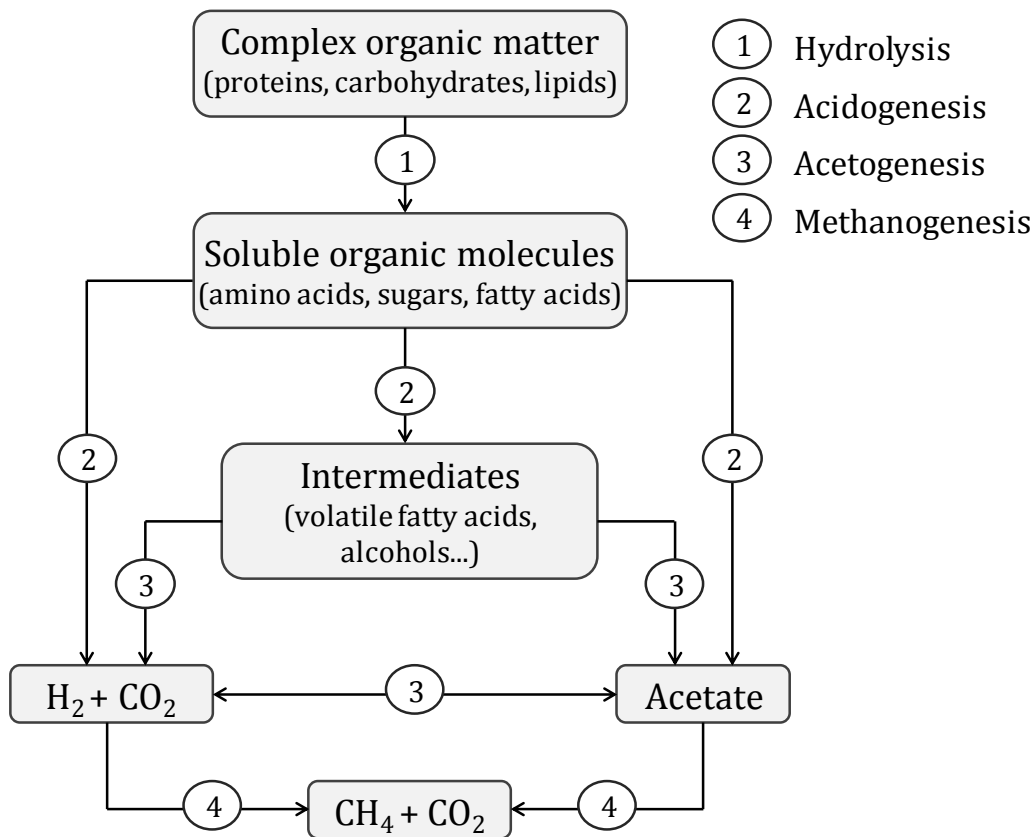 Complex organic matter
(proteins, carbohydrates, lipids)
1 Hydrolysis
2 Acidogenesis
3 Acetogenesis
4 Methanogenesis
1
Soluble organic molecules
(amino acids, sugars, fatty acids)
2
2
2
Intermediates
(volatile fatty acids,
alcohols...)
3
3
H₂ + CO₂
3
Acetate
4
CH₄ + CO₂
4